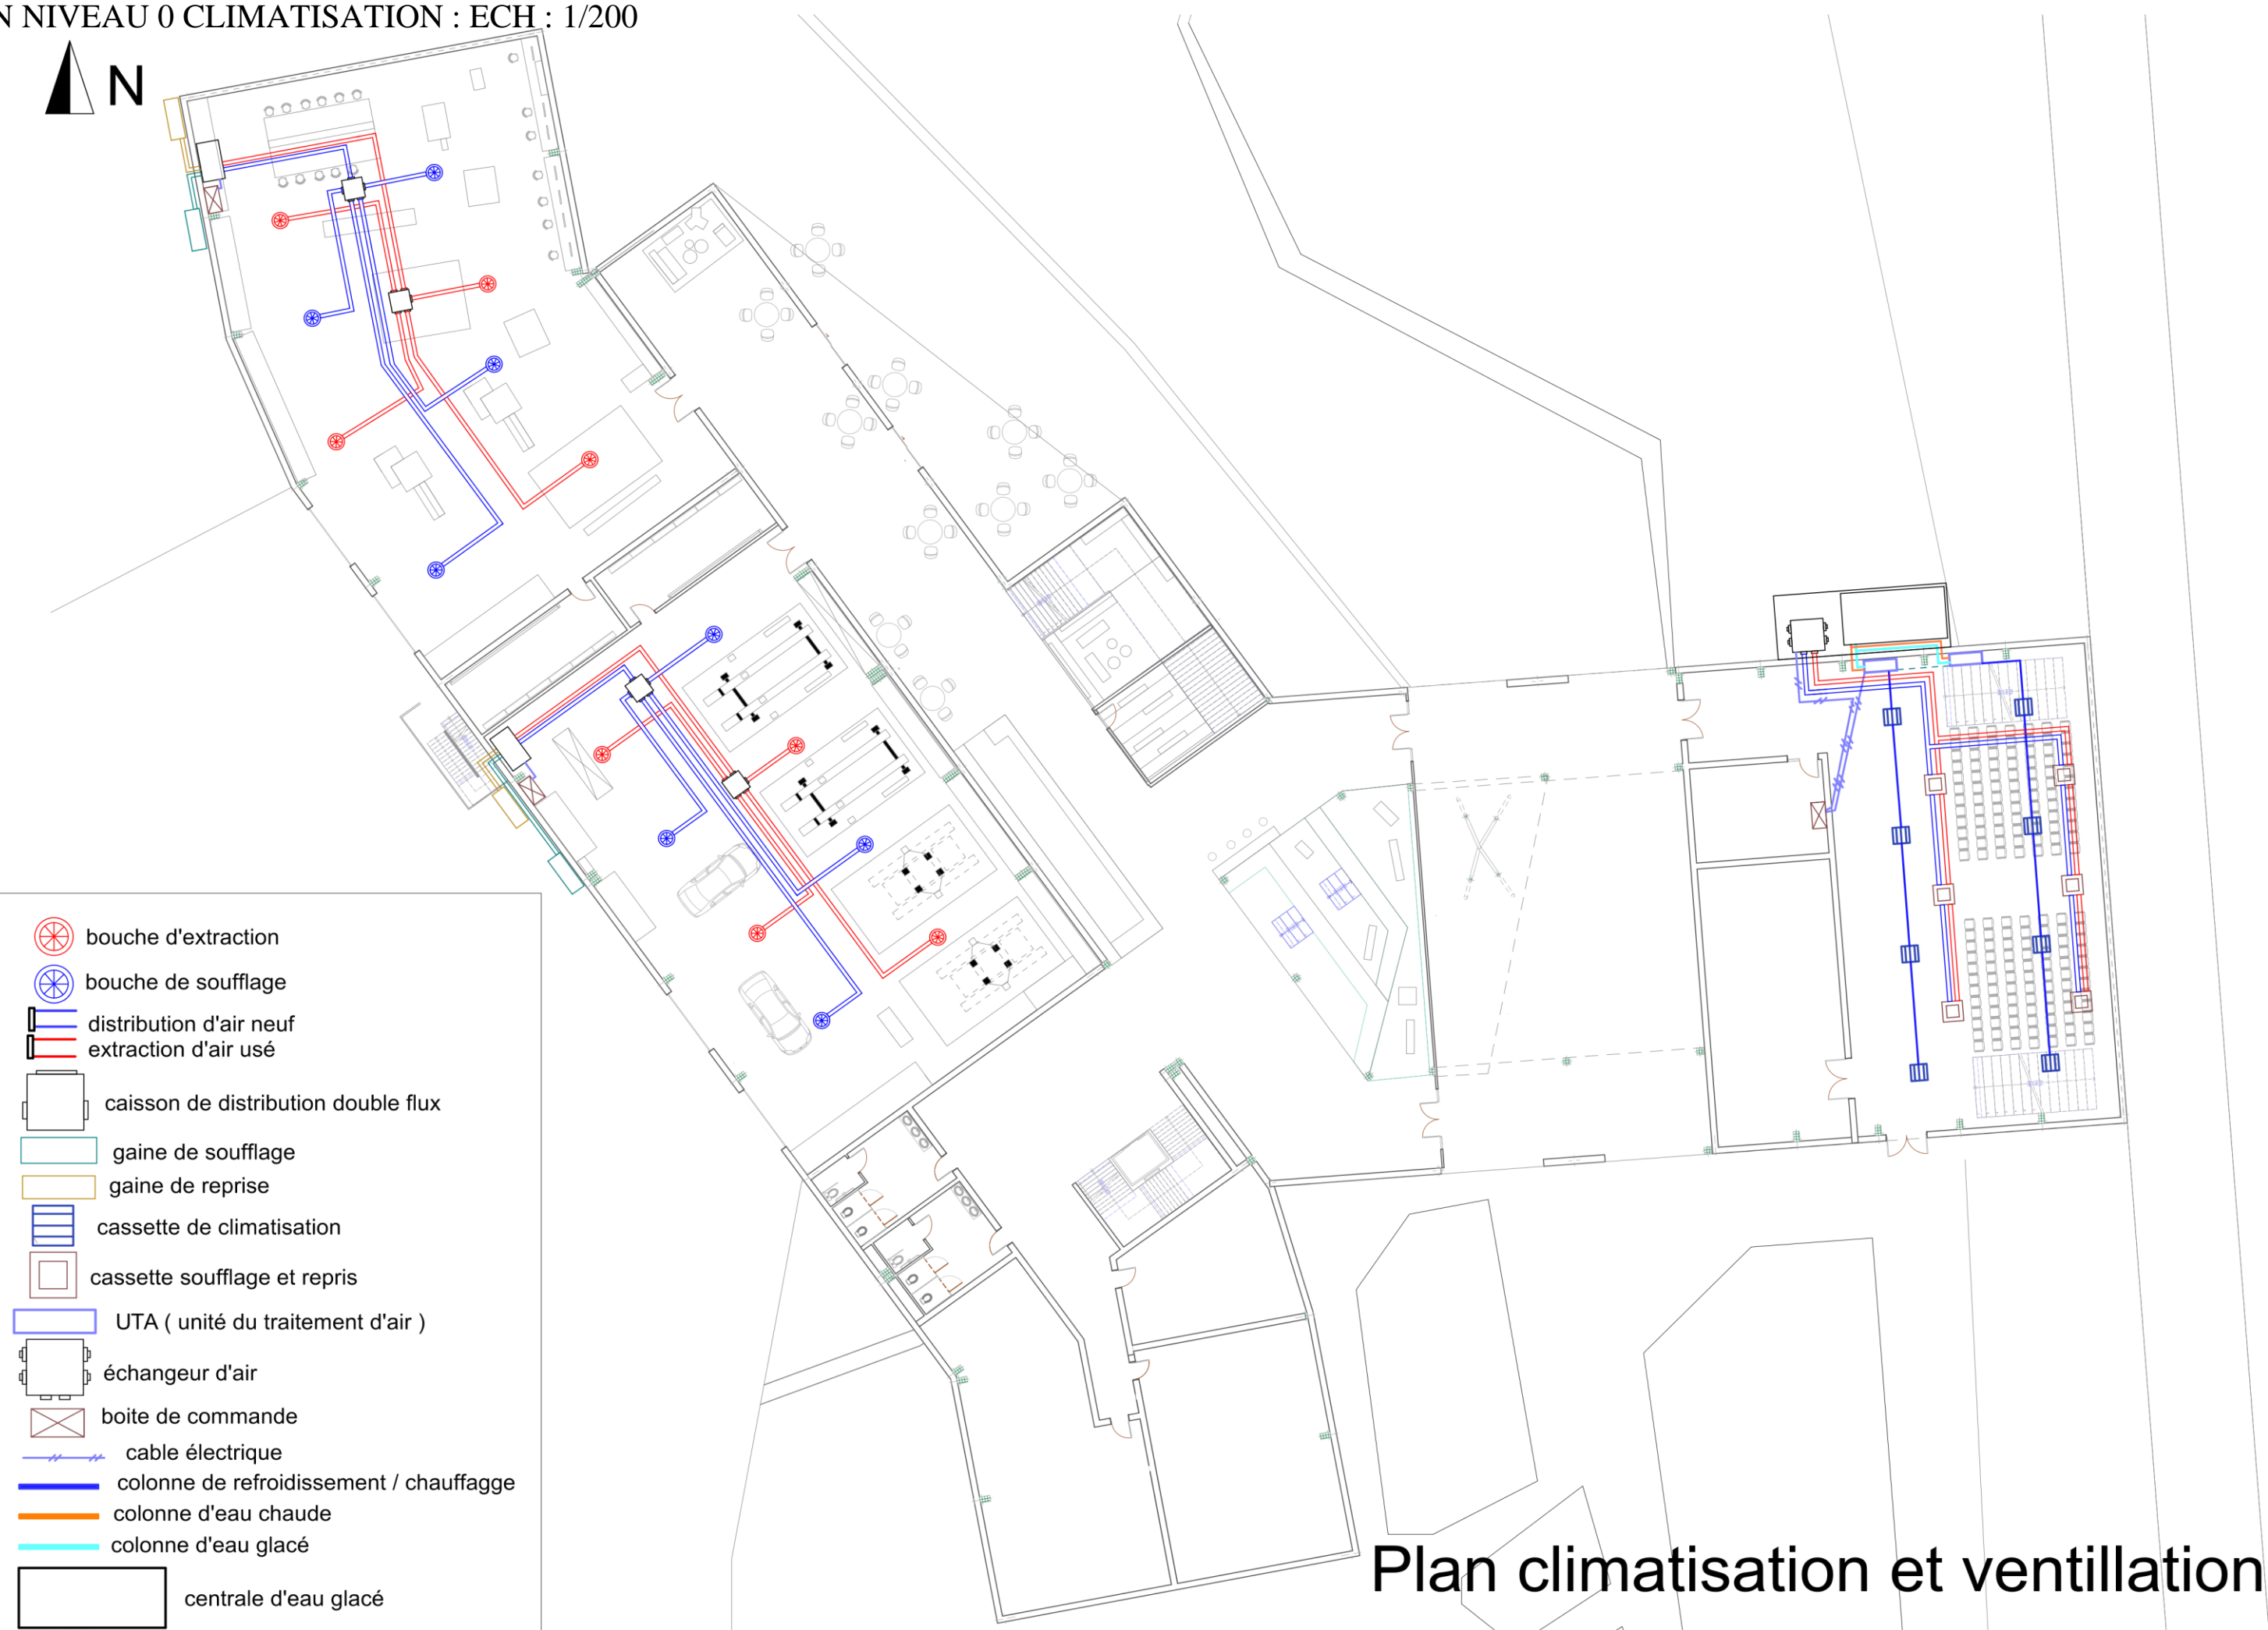 N NIVEAU 0 CLIMATISATION : ECH : 1/200
N
bouche d'extraction
bouche de soufflage
distribution d'air neuf
extraction d'air usé
caisson de distribution double flux
gaine de soufflage
gaine de reprise
cassette de climatisation
cassette soufflage et repris
UTA ( unité du traitement d'air )
échangeur d'air
boite de commande
cable électrique
colonne de refroidissement / chauffagge
colonne d'eau chaude
colonne d'eau glacé
centrale d'eau glacé
Plan climatisation et ventillation